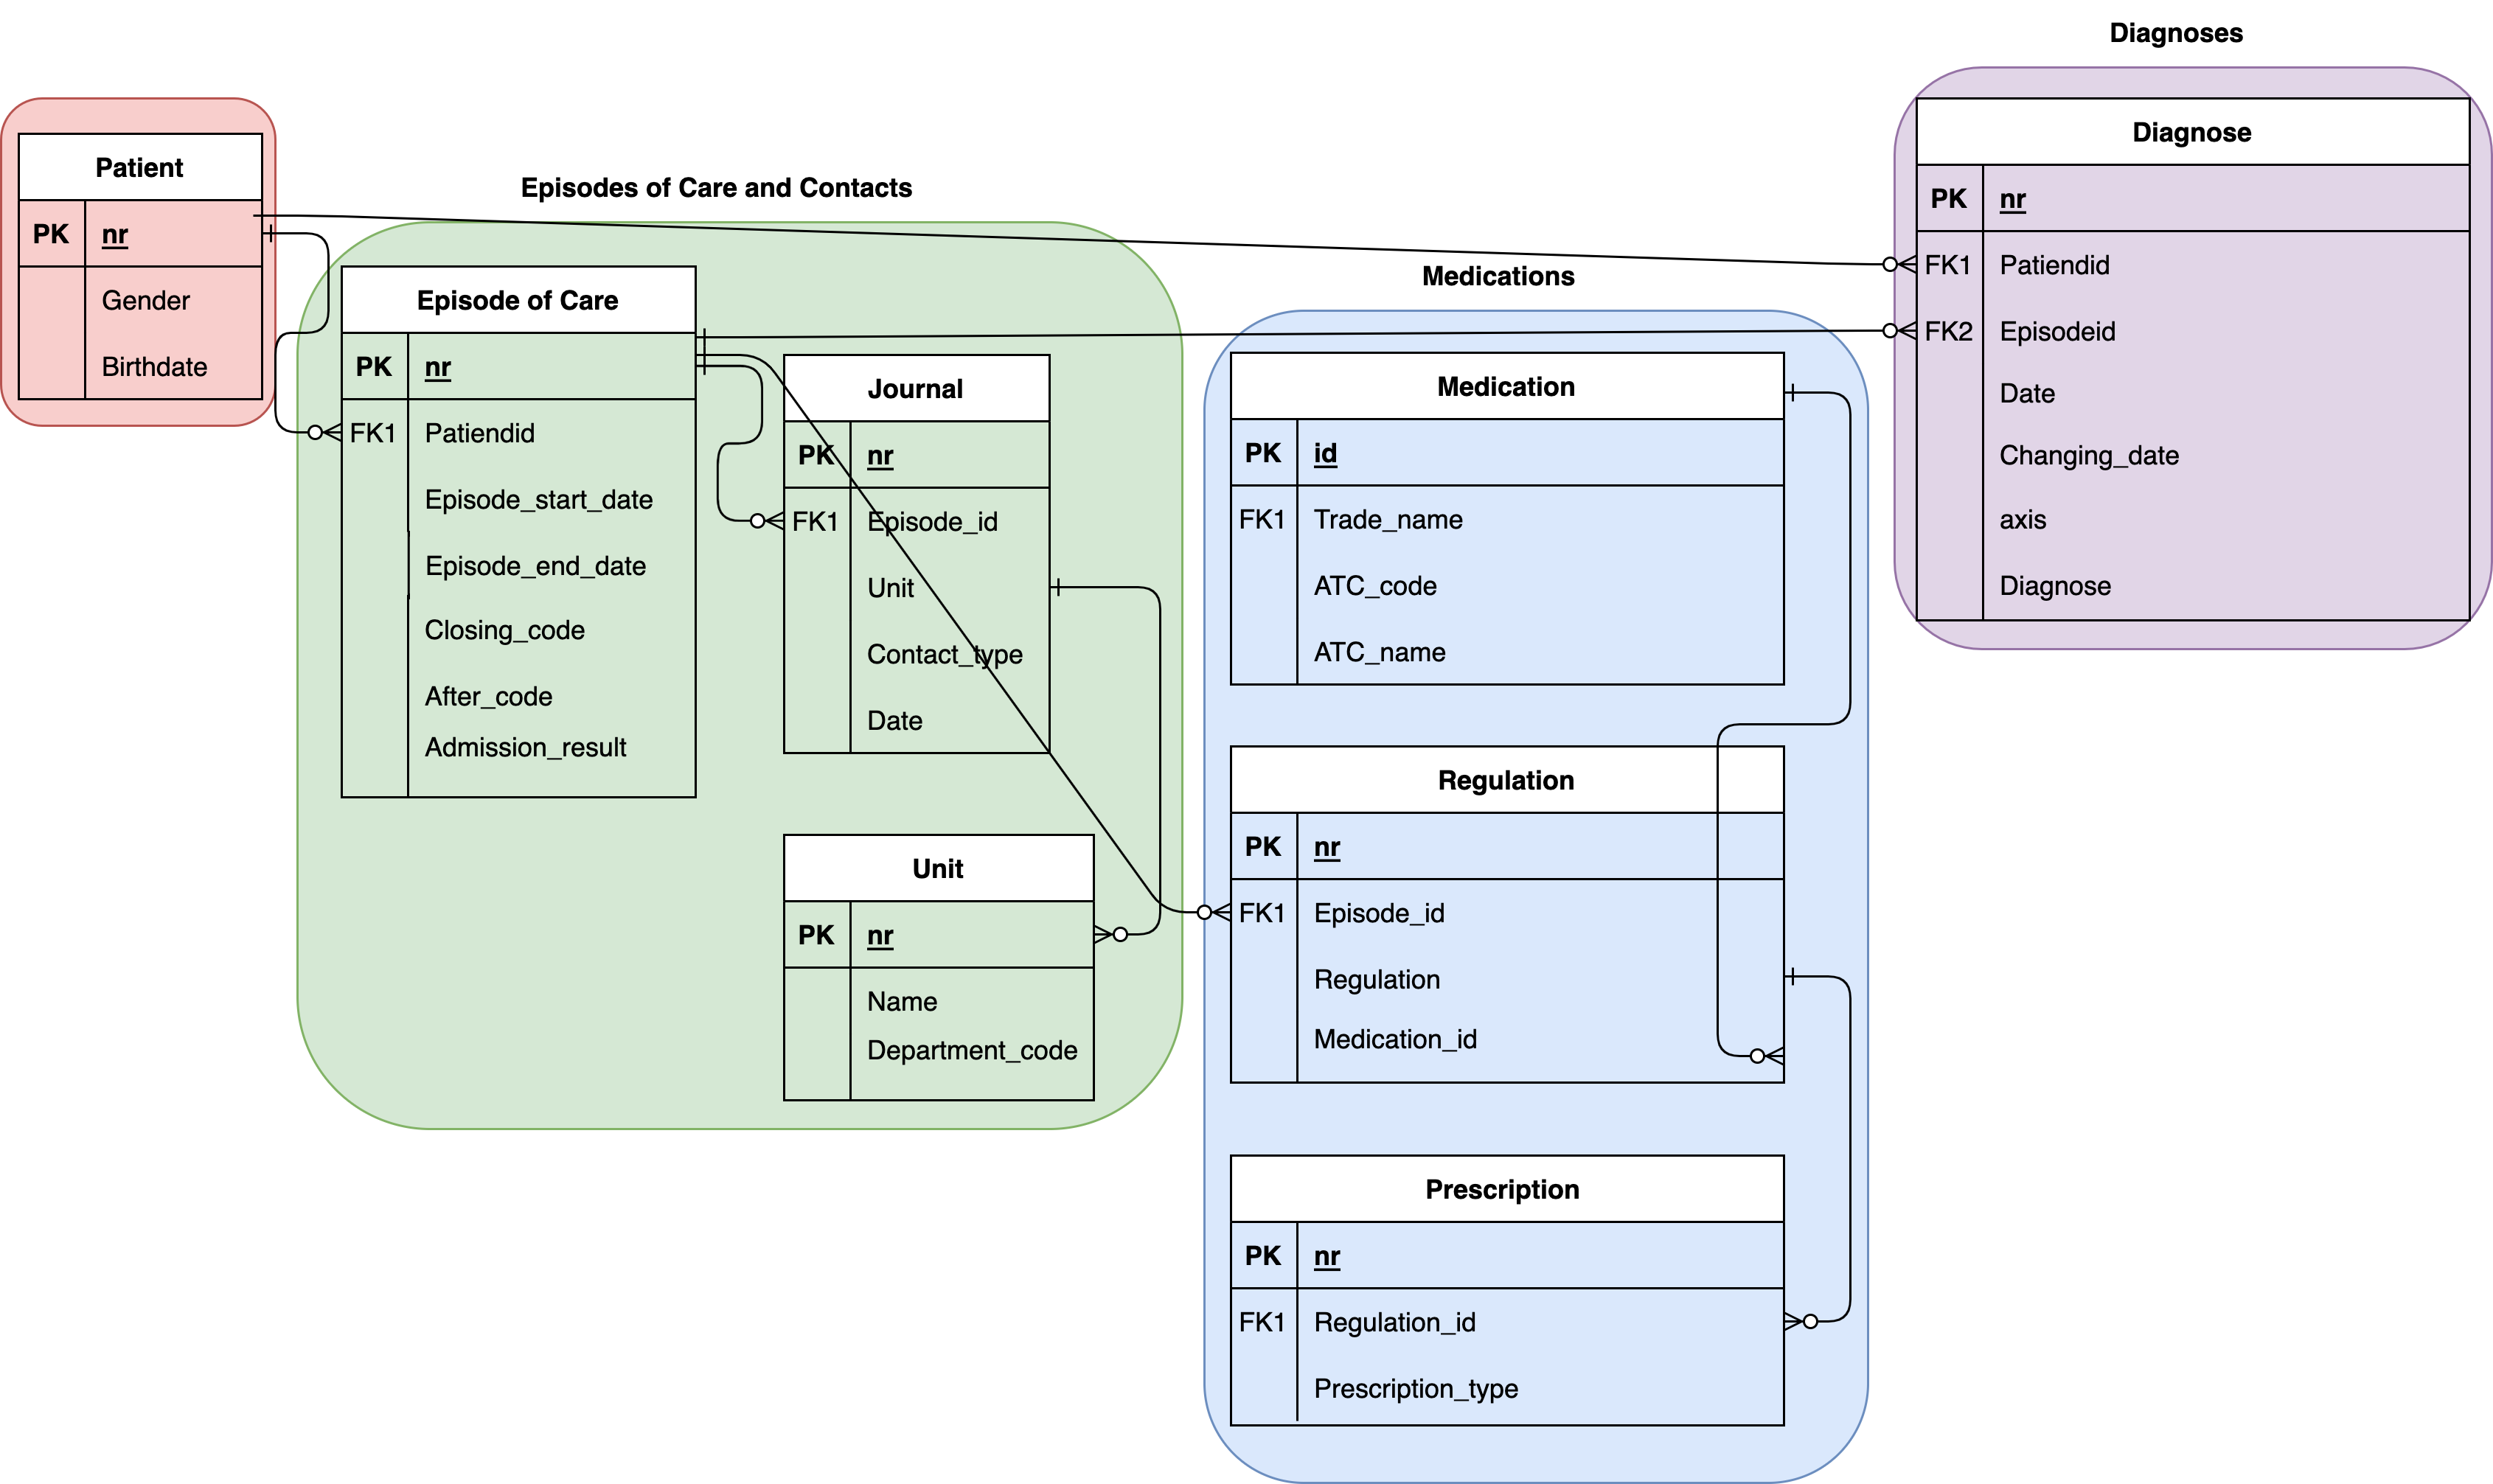 Diagnoses
Patient
PK nr
Gender
Birthdate
Episodes of Care and Contacts
Episode of Care
PK nr
FK1 Patiendid
Episode_start_date
Episode_end_date
Closing_code
After_code
Admission_result
Journal
PK nr
FK1 Episode_id
Unit
Contact_type
Date
Unit
PK nr
Name
Department_code
Medications
Medication
PK id
FK1 Trade_name
ATC_code
ATC_name
Regulation
PK nr
FK1 Episode_id
Regulation
Medication_id
Prescription
PK nr
FK1 Regulation_id
Prescription_type
Diagnose
PK nr
FK1 Patiendid
FK2 Episodeid
Date
Changing_date
axis
Diagnose